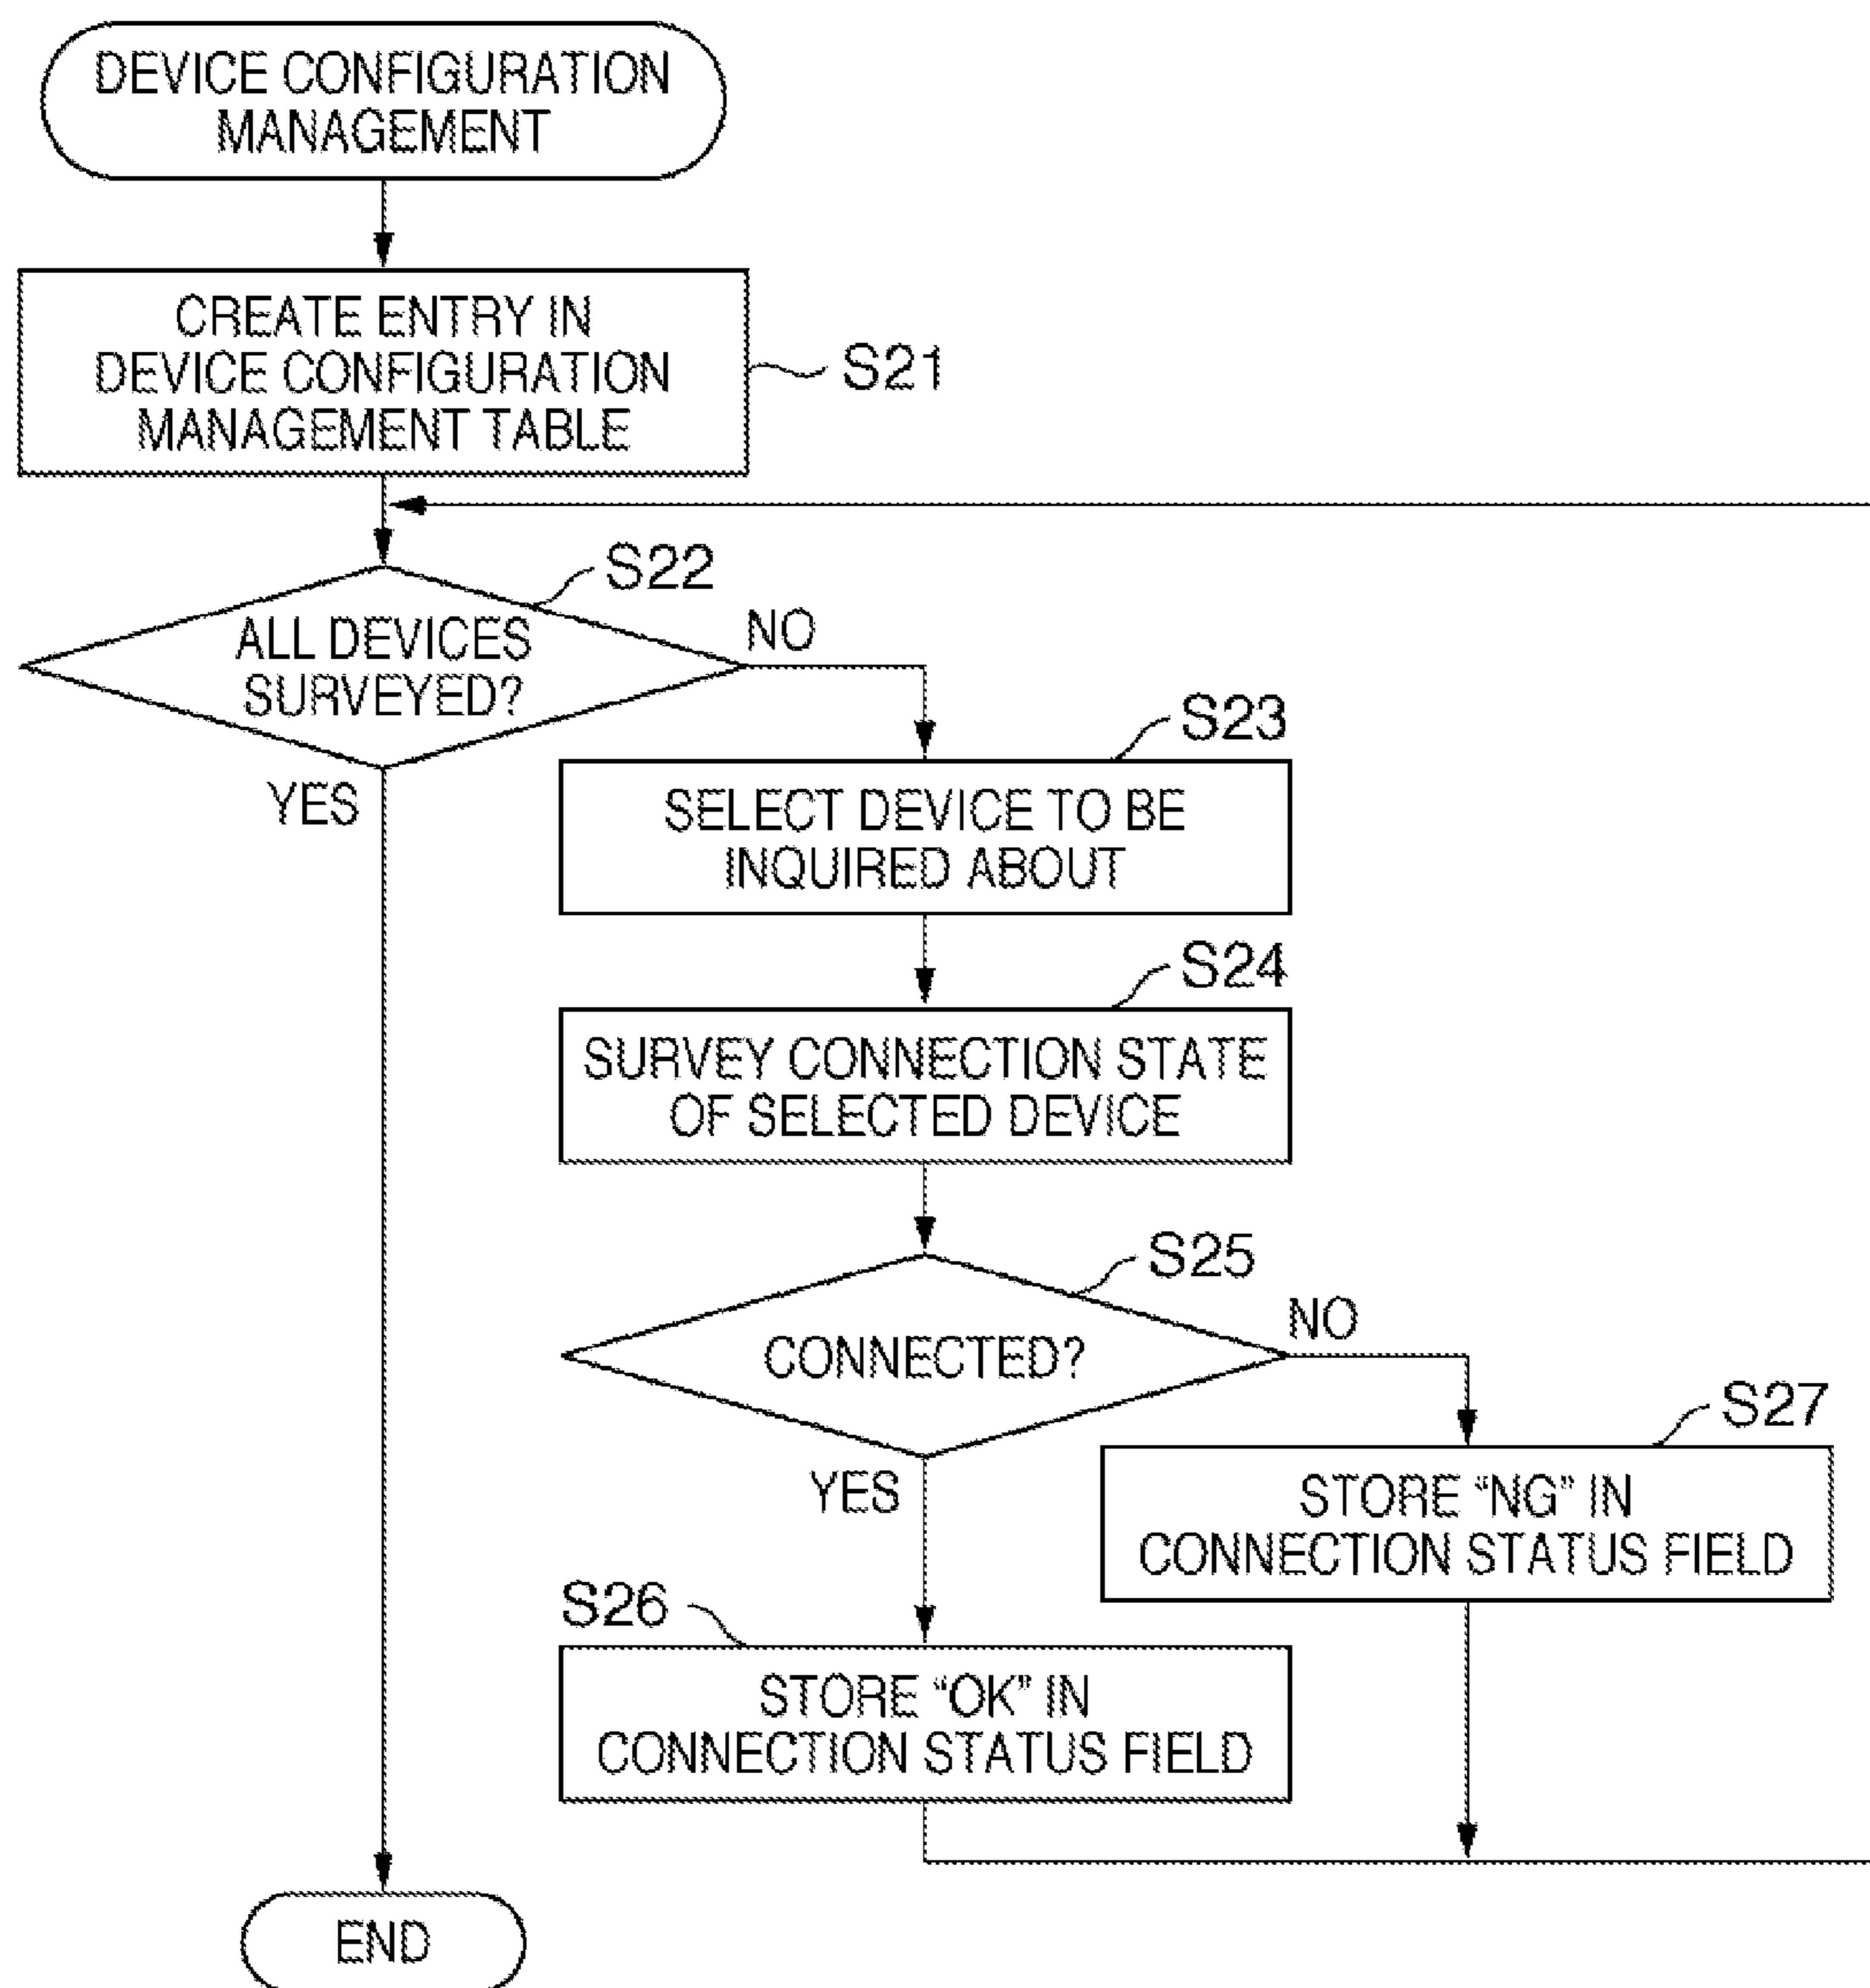 DEVICE CONFIGURATION
MANAGEMENT
CREATE ENTRY IN
DEVICE CONFIGURATION
MANAGEMENT TABLE
S21
S22
ALL DEVICES
SURVEYED?
NO
YES
S23
SELECT DEVICE TO BE
INQUIRED ABOUT
S24
SURVEY CONNECTION STATE
OF SELECTED DEVICE
S25
CONNECTED?
NO
YES
S27
STORE “NG” IN
CONNECTION STATUS FIELD
S26
STORE “OK” IN
CONNECTION STATUS FIELD
END